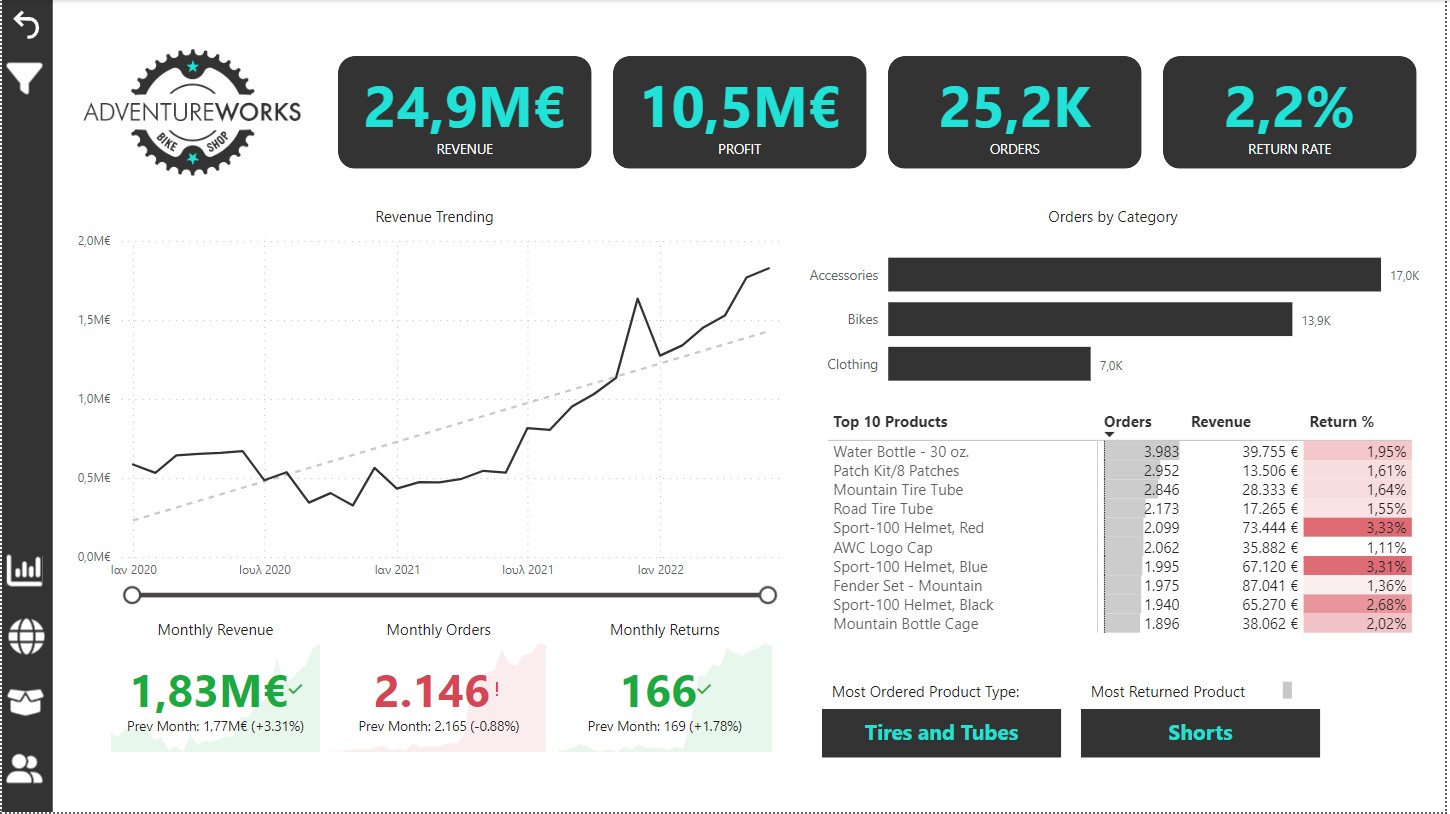 ADVENTUREWORKS
BIKE SHOP
24,9M€
REVENUE
10,5M€
PROFIT
25,2K
ORDERS
2,2%
RETURN RATE
Revenue Trending
2,0M€
1,5M€
1,0M€
0,5M€
0,0M€
Ιαν 2020 Ιουλ 2020 Ιαν 2021 Ιουλ 2021 Ιαν 2022
Orders by Category
Accessories 17,0K
Bikes 13,9K
Clothing 7,0K
Top 10 Products Orders Revenue Return %
Water Bottle - 30 oz. 3.983 39.755 € 1,95%
Patch Kit/8 Patches 2.952 13.506 € 1,61%
Mountain Tire Tube 2.846 28.333 € 1,64%
Road Tire Tube 2.173 17.265 € 1,55%
Sport-100 Helmet, Red 2.099 73.444 € 3,33%
AWC Logo Cap 2.062 35.882 € 1,11%
Sport-100 Helmet, Blue 1.995 67.120 € 3,31%
Fender Set - Mountain 1.975 87.041 € 1,36%
Sport-100 Helmet, Black 1.940 65.270 € 2,68%
Mountain Bottle Cage 1.896 38.062 € 2,02%
Monthly Revenue
1,83M€
Prev Month: 1,77M€ (+3.31%)
Monthly Orders
2.146!
Prev Month: 2.165 (-0.88%)
Monthly Returns
166
Prev Month: 169 (+1.78%)
Most Ordered Product Type:
Tires and Tubes
Most Returned Product
Shorts